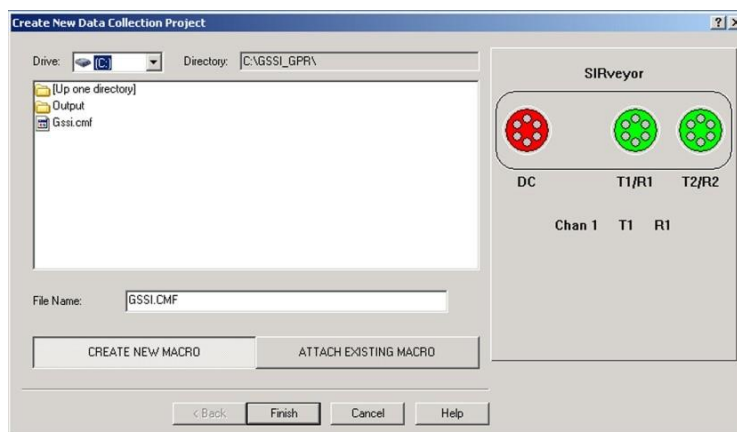 Create New Data Collection Project
Drive: (C:) Directory: C:\GSSI_GPR\
[Up one directory]
Output
Gssi.cmf
File Name: GSSI.CMF
CREATE NEW MACRO ATTACH EXISTING MACRO
< Back Finish Cancel Help
SIRveyor
DC T1/R1 T2/R2
Chan 1 T1 R1